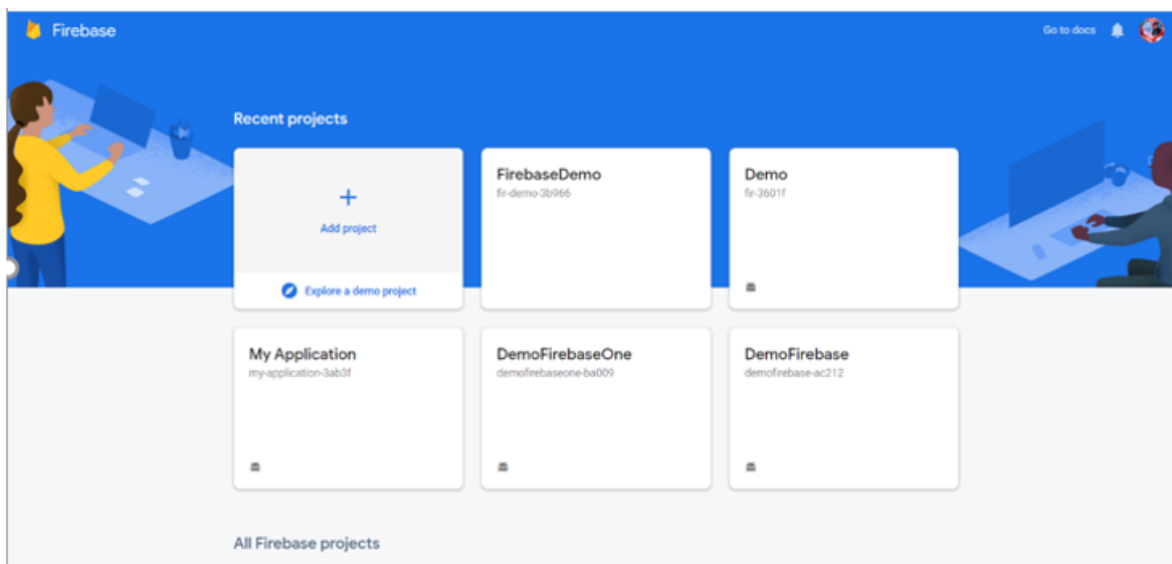 Firebase
Go to docs
Recent projects
Add project
Explore a demo project
FirebaseDemo
fir-demo-3b966
Demo
fir-3601f
My Application
my-application-3ab3f
DemoFirebaseOne
demofirebaseone-ba009
DemoFirebase
demofirebase-ac212
All Firebase projects